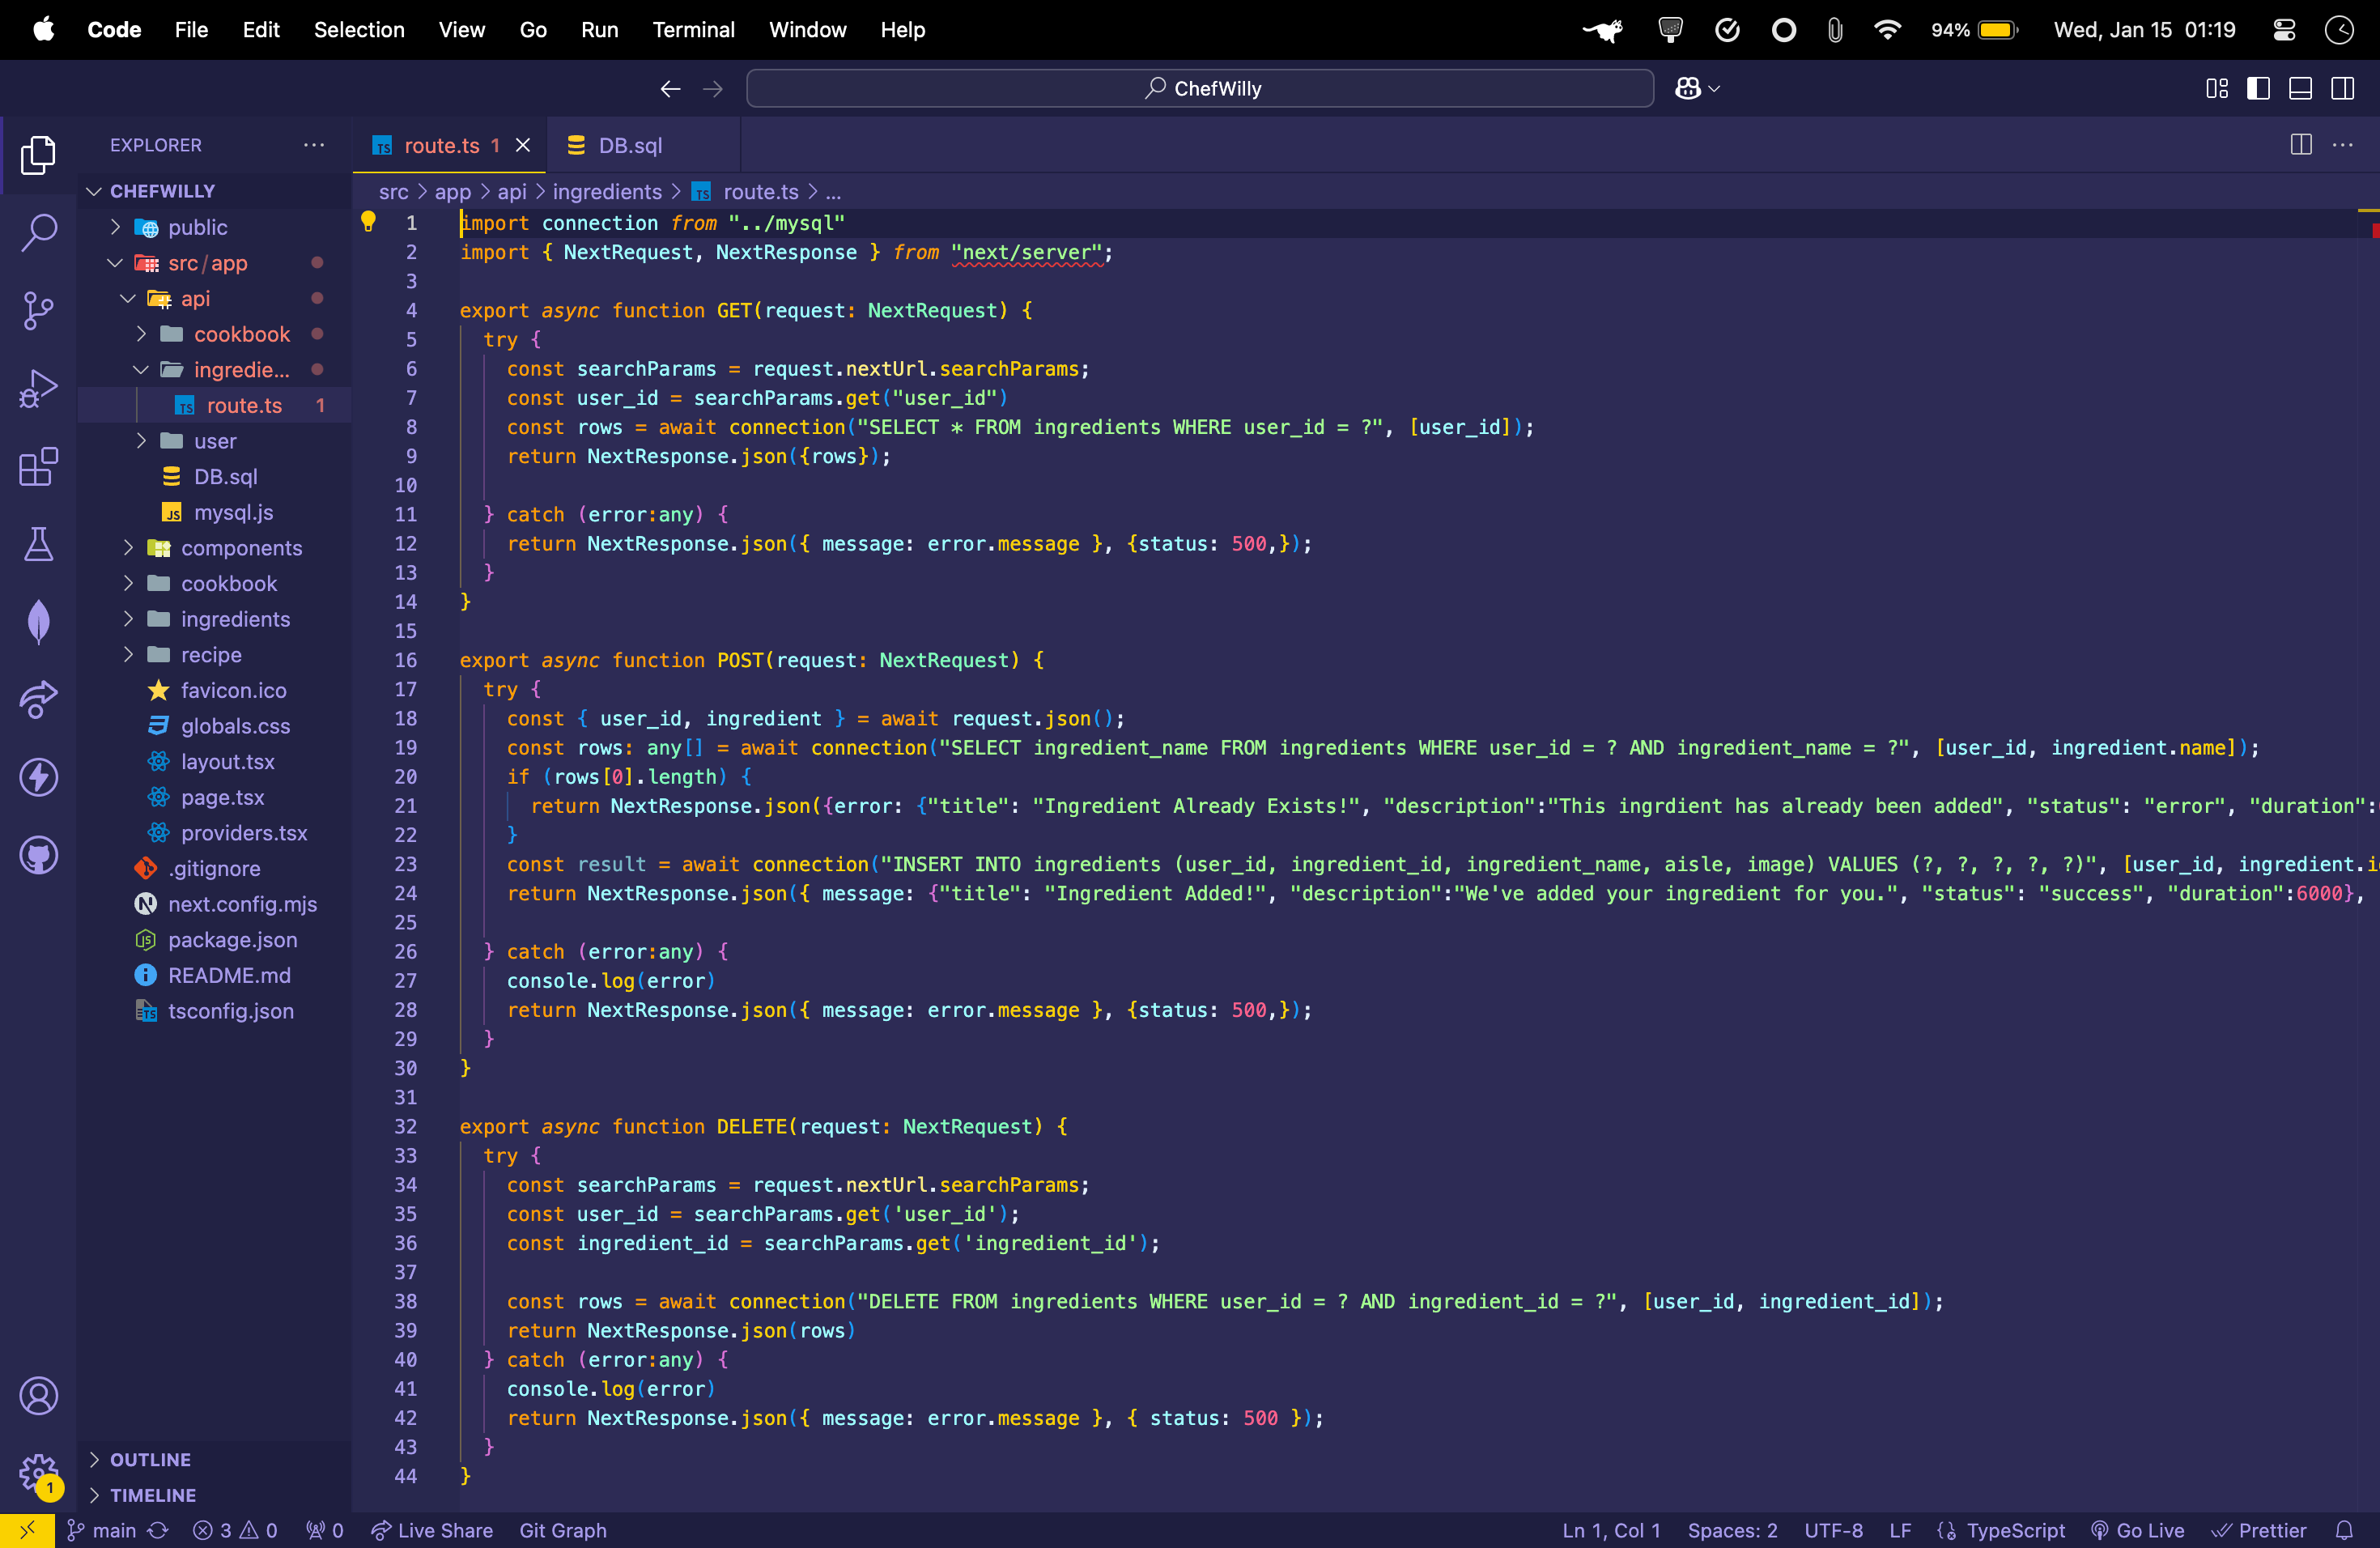 Code File Edit Selection View Go Run Terminal Window Help 94% Wed, Jan 15 01:19
ChefWilly
EXPLORER
CHEFWILLY
public
src/app
api
cookbook
ingredie...
route.ts 1
user
DB.sql
mysql.js
components
cookbook
ingredients
recipe
favicon.ico
globals.css
layout.tsx
page.tsx
providers.tsx
.gitignore
next.config.mjs
package.json
README.md
tsconfig.json
OUTLINE
TIMELINE
route.ts 1 DB.sql
src > app > api > ingredients > route.ts > ...
1 import connection from "../mysql"
2 import { NextRequest, NextResponse } from "next/server";
3
4 export async function GET(request: NextRequest) {
5 try {
6 const searchParams = request.nextUrl.searchParams;
7 const user_id = searchParams.get("user_id")
8 const rows = await connection("SELECT * FROM ingredients WHERE user_id = ?", [user_id]);
9 return NextResponse.json({rows});
10
11 } catch (error:any) {
12 return NextResponse.json({ message: error.message }, {status: 500,});
13 }
14 }
15
16 export async function POST(request: NextRequest) {
17 try {
18 const { user_id, ingredient } = await request.json();
19 const rows: any[] = await connection("SELECT ingredient_name FROM ingredients WHERE user_id = ? AND ingredient_name = ?", [user_id, ingredient.name]);
20 if (rows[0].length) {
21 return NextResponse.json({error: {"title": "Ingredient Already Exists!", "description":"This ingrdient has already been added", "status": "error", "duration":
22 }
23 const result = await connection("INSERT INTO ingredients (user_id, ingredient_id, ingredient_name, aisle, image) VALUES (?, ?, ?, ?, ?)", [user_id, ingredient.i
24 return NextResponse.json({ message: {"title": "Ingredient Added!", "description":"We've added your ingredient for you.", "status": "success", "duration":6000},
25
26 } catch (error:any) {
27 console.log(error)
28 return NextResponse.json({ message: error.message }, {status: 500,});
29 }
30 }
31
32 export async function DELETE(request: NextRequest) {
33 try {
34 const searchParams = request.nextUrl.searchParams;
35 const user_id = searchParams.get('user_id');
36 const ingredient_id = searchParams.get('ingredient_id');
37
38 const rows = await connection("DELETE FROM ingredients WHERE user_id = ? AND ingredient_id = ?", [user_id, ingredient_id]);
39 return NextResponse.json(rows)
40 } catch (error:any) {
41 console.log(error)
42 return NextResponse.json({ message: error.message }, { status: 500 });
43 }
44 }
1
main 3 0 0 Live Share Git Graph Ln 1, Col 1 Spaces: 2 UTF-8 LF TypeScript Go Live Prettier